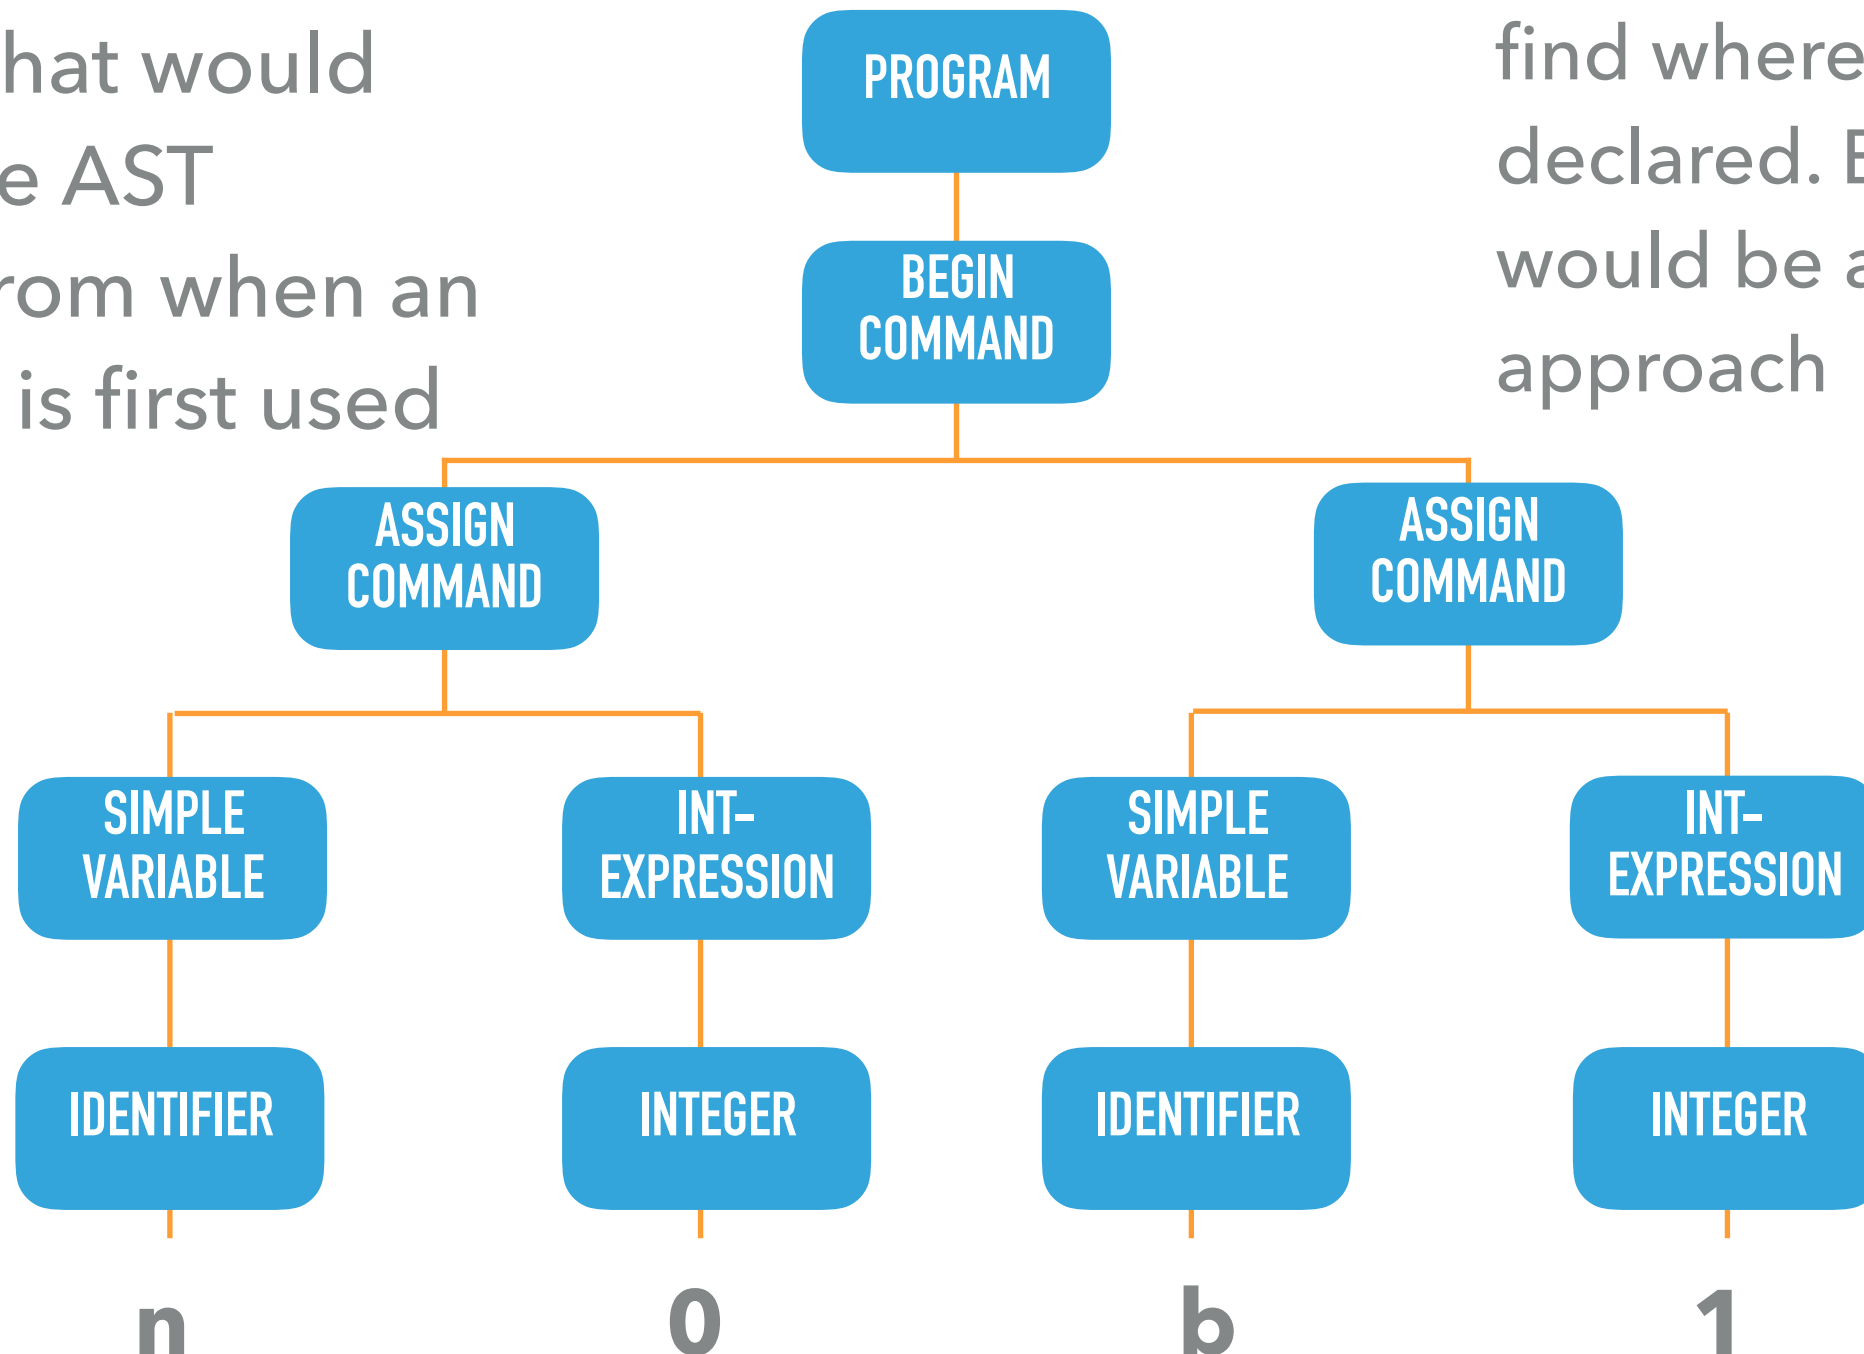 hat would
e AST
rom when an
is first used
find where
declared. E
would be a
approach
PROGRAM
BEGIN
COMMAND
ASSIGN
COMMAND
ASSIGN
COMMAND
SIMPLE
VARIABLE
INT-
EXPRESSION
SIMPLE
VARIABLE
INT-
EXPRESSION
IDENTIFIER
INTEGER
IDENTIFIER
INTEGER
n
0
b
1